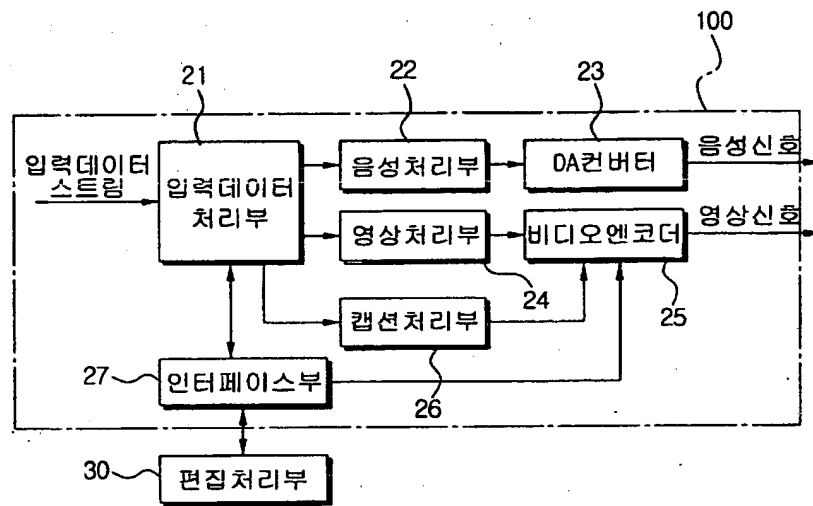 100
21
22
23
입력데이터
스트링
입력데이터
처리부
음성처리부
DA컨버터
음성신호
영상처리부
비디오엔코더
영상신호
24
25
캡션처리부
26
27
인터페이스부
30
편집처리부